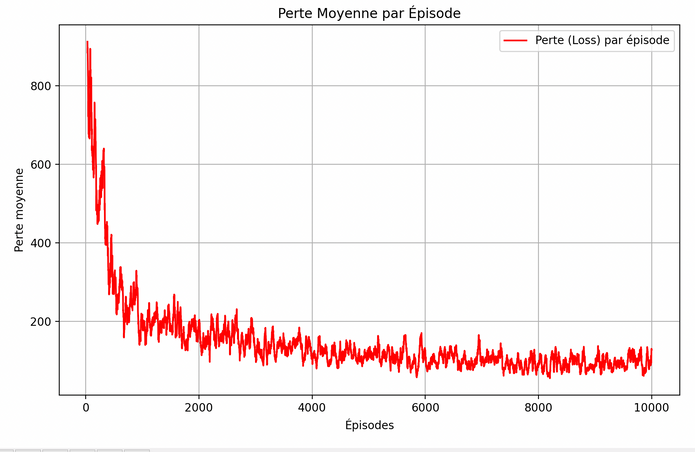 Perte Moyenne par Épisode
Perte (Loss) par épisode
800
600
400
200
Perte moyenne
0
2000
4000
6000
8000
10000
Épisodes